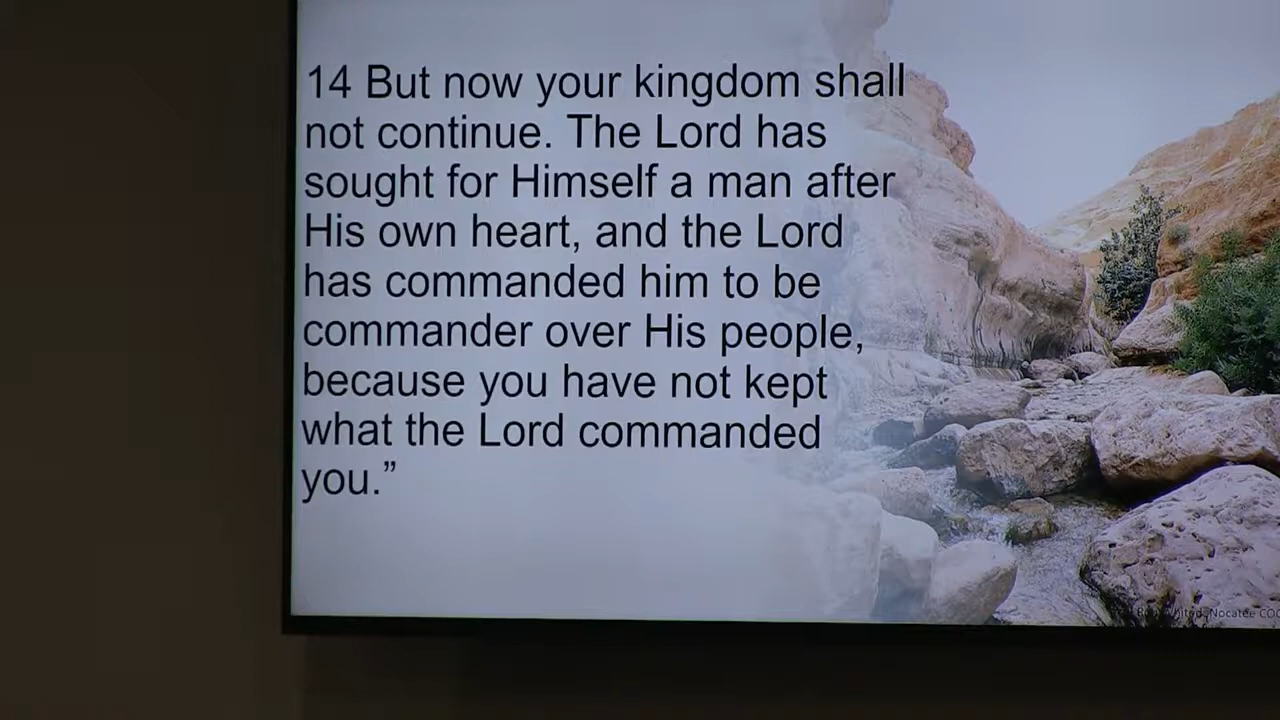 14 But now your kingdom shall
not continue. The Lord has
sought for Himself a man after
His own heart, and the Lord
has commanded him to be
commander over His people,
because you have not kept
what the Lord commanded
you.”
Nocatee